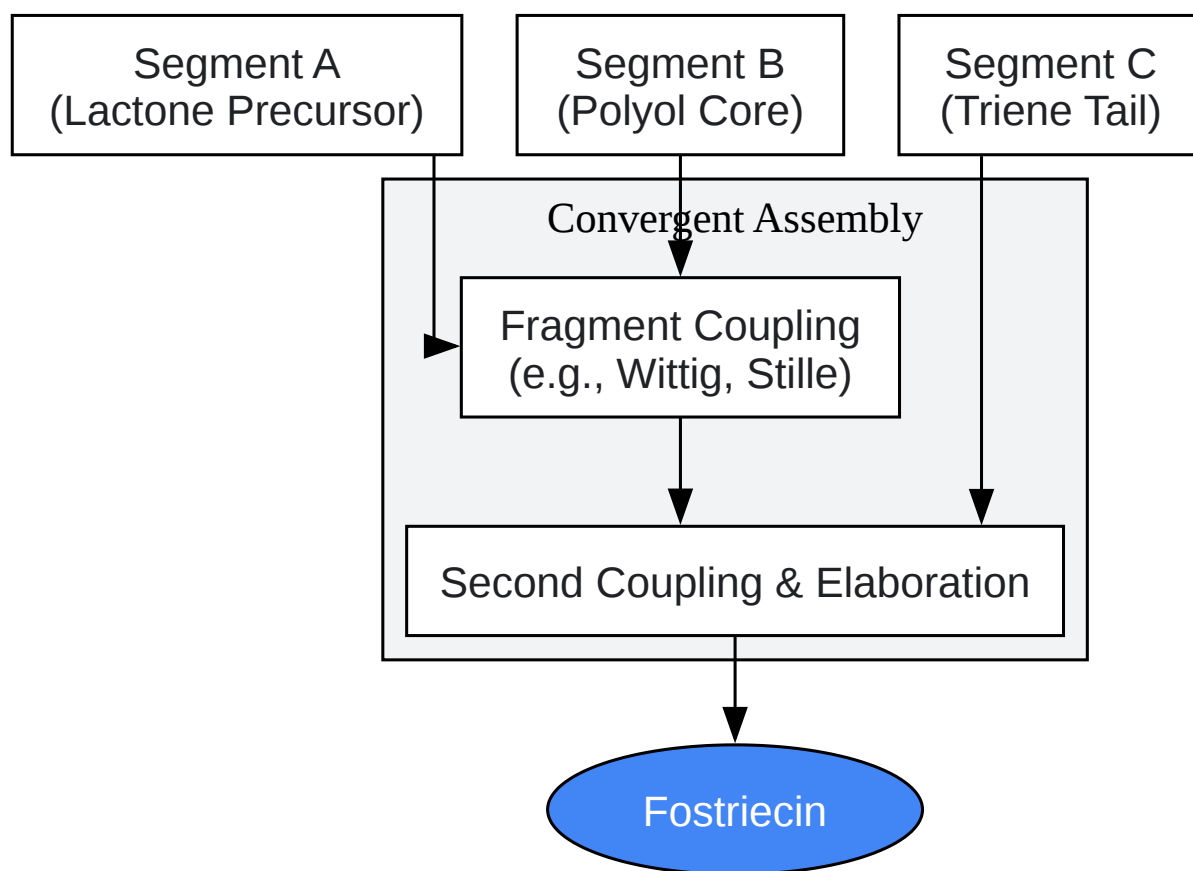 Segment A
(Lactone Precursor)
Segment B
(Polyol Core)
Segment C
(Triene Tail)
Convergent Assembly
Fragment Coupling
(e.g., Wittig, Stille)
Second Coupling & Elaboration
Fostriecin